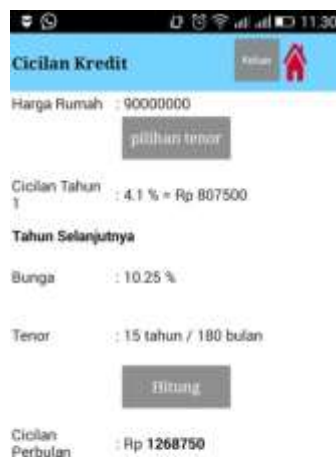 11.30
Cicilan Kredit
Keluar
Harga Rumah : 90000000
pilihan tenor
Cicilan Tahun
1 : 4.1 % = Rp 807500
Tahun Selanjutnya
Bunga : 10.25 %
Tenor : 15 tahun / 180 bulan
Hitung
Cicilan
Perbulan : Rp 1268750